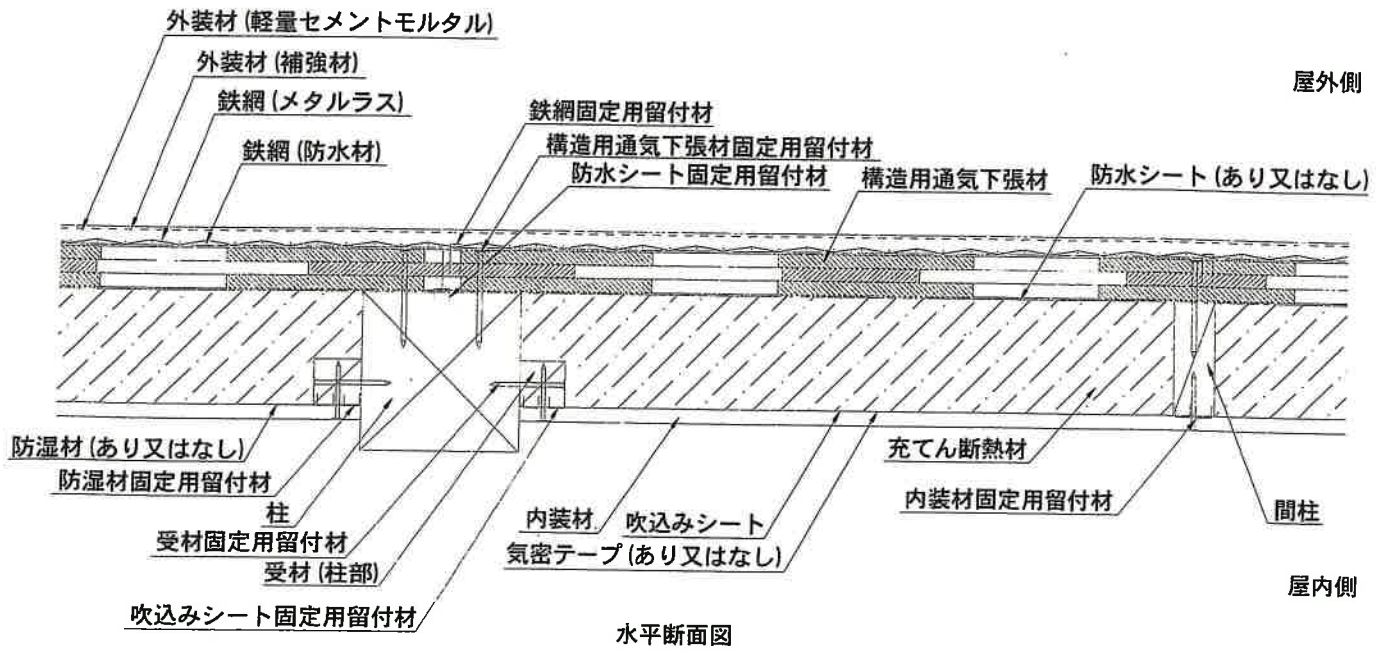 外装材(軽量セメントモルタル)
外装材(補強材)
屋外側
鉄網(メタルラス)
鉄網固定用留付材
鉄網(防水材)
構造用通気下張材固定用留付材
防水シート固定用留付材
構造用通気下張材
防水シート(あり又はなし)
防湿材(あり又はなし)
充てん断熱材
防湿材固定用留付材
内装材固定用留付材
柱
内装材
吹込みシート
間柱
受材固定用留付材
気密テープ(あり又はなし)
受材(柱部)
屋内側
吹込みシート固定用留付材
水平断面図